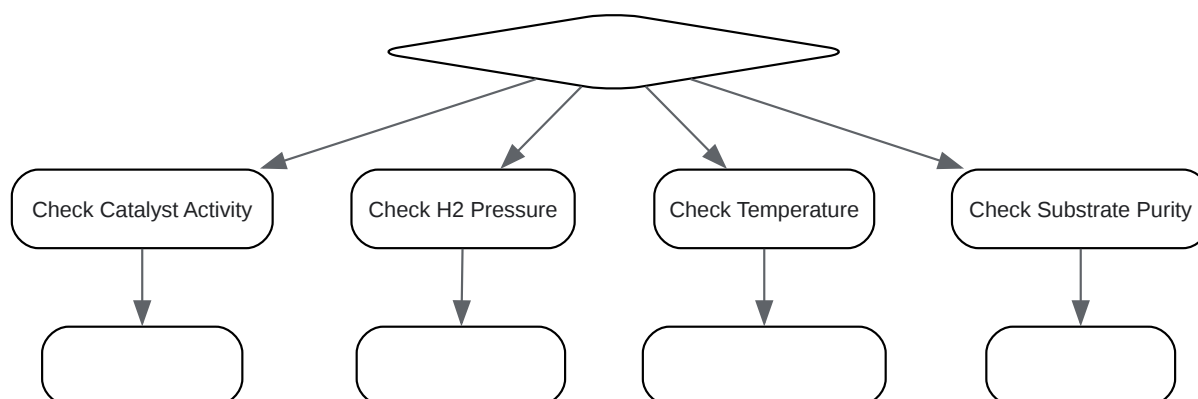 Check Catalyst Activity
Check H2 Pressure
Check Temperature
Check Substrate Purity